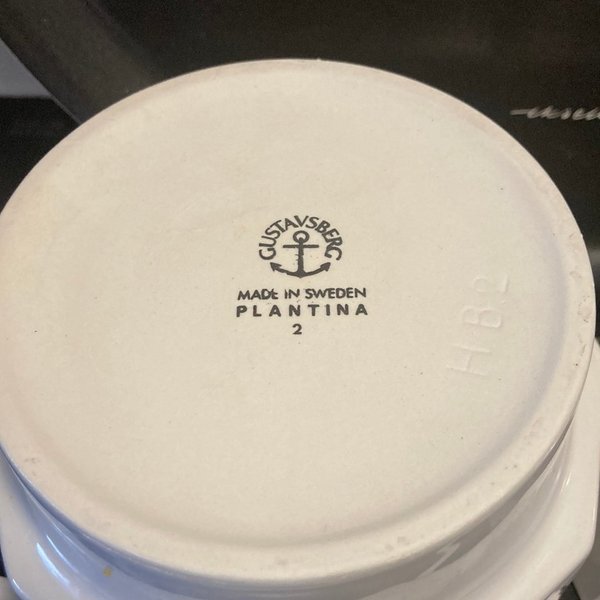 GUSTAVSBERG
MADE IN SWEDEN
PLANTINA
2
HB2